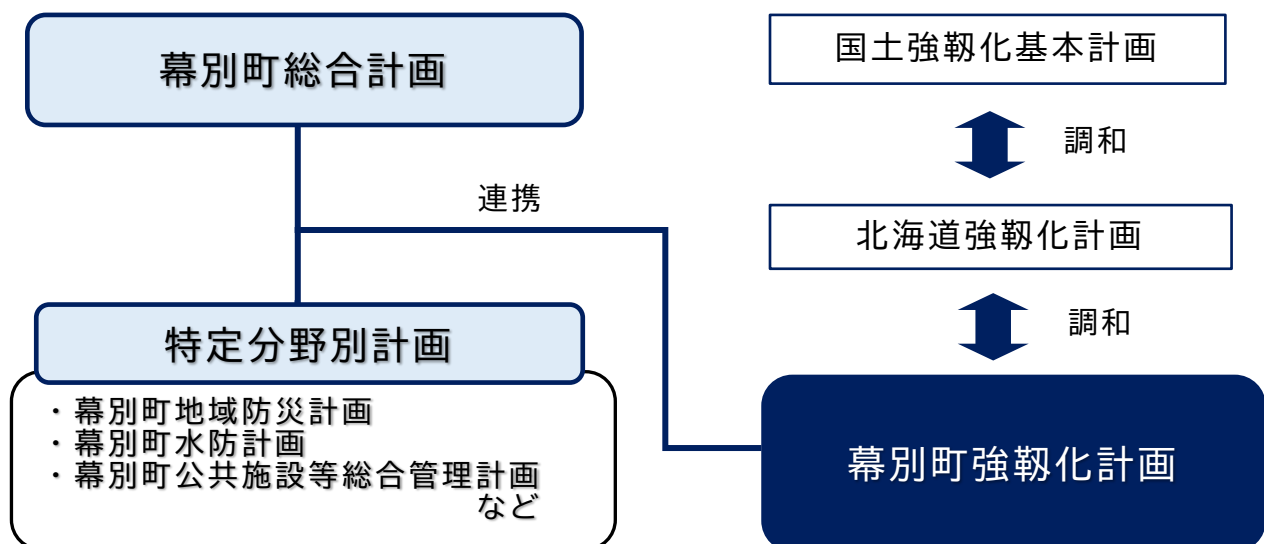 幕別町総合計画
国土強靱化基本計画
調和
連携
北海道強靱化計画
調和
特定分野別計画
・幕別町地域防災計画
・幕別町水防計画
・幕別町公共施設等総合管理計画
など
幕別町強靱化計画